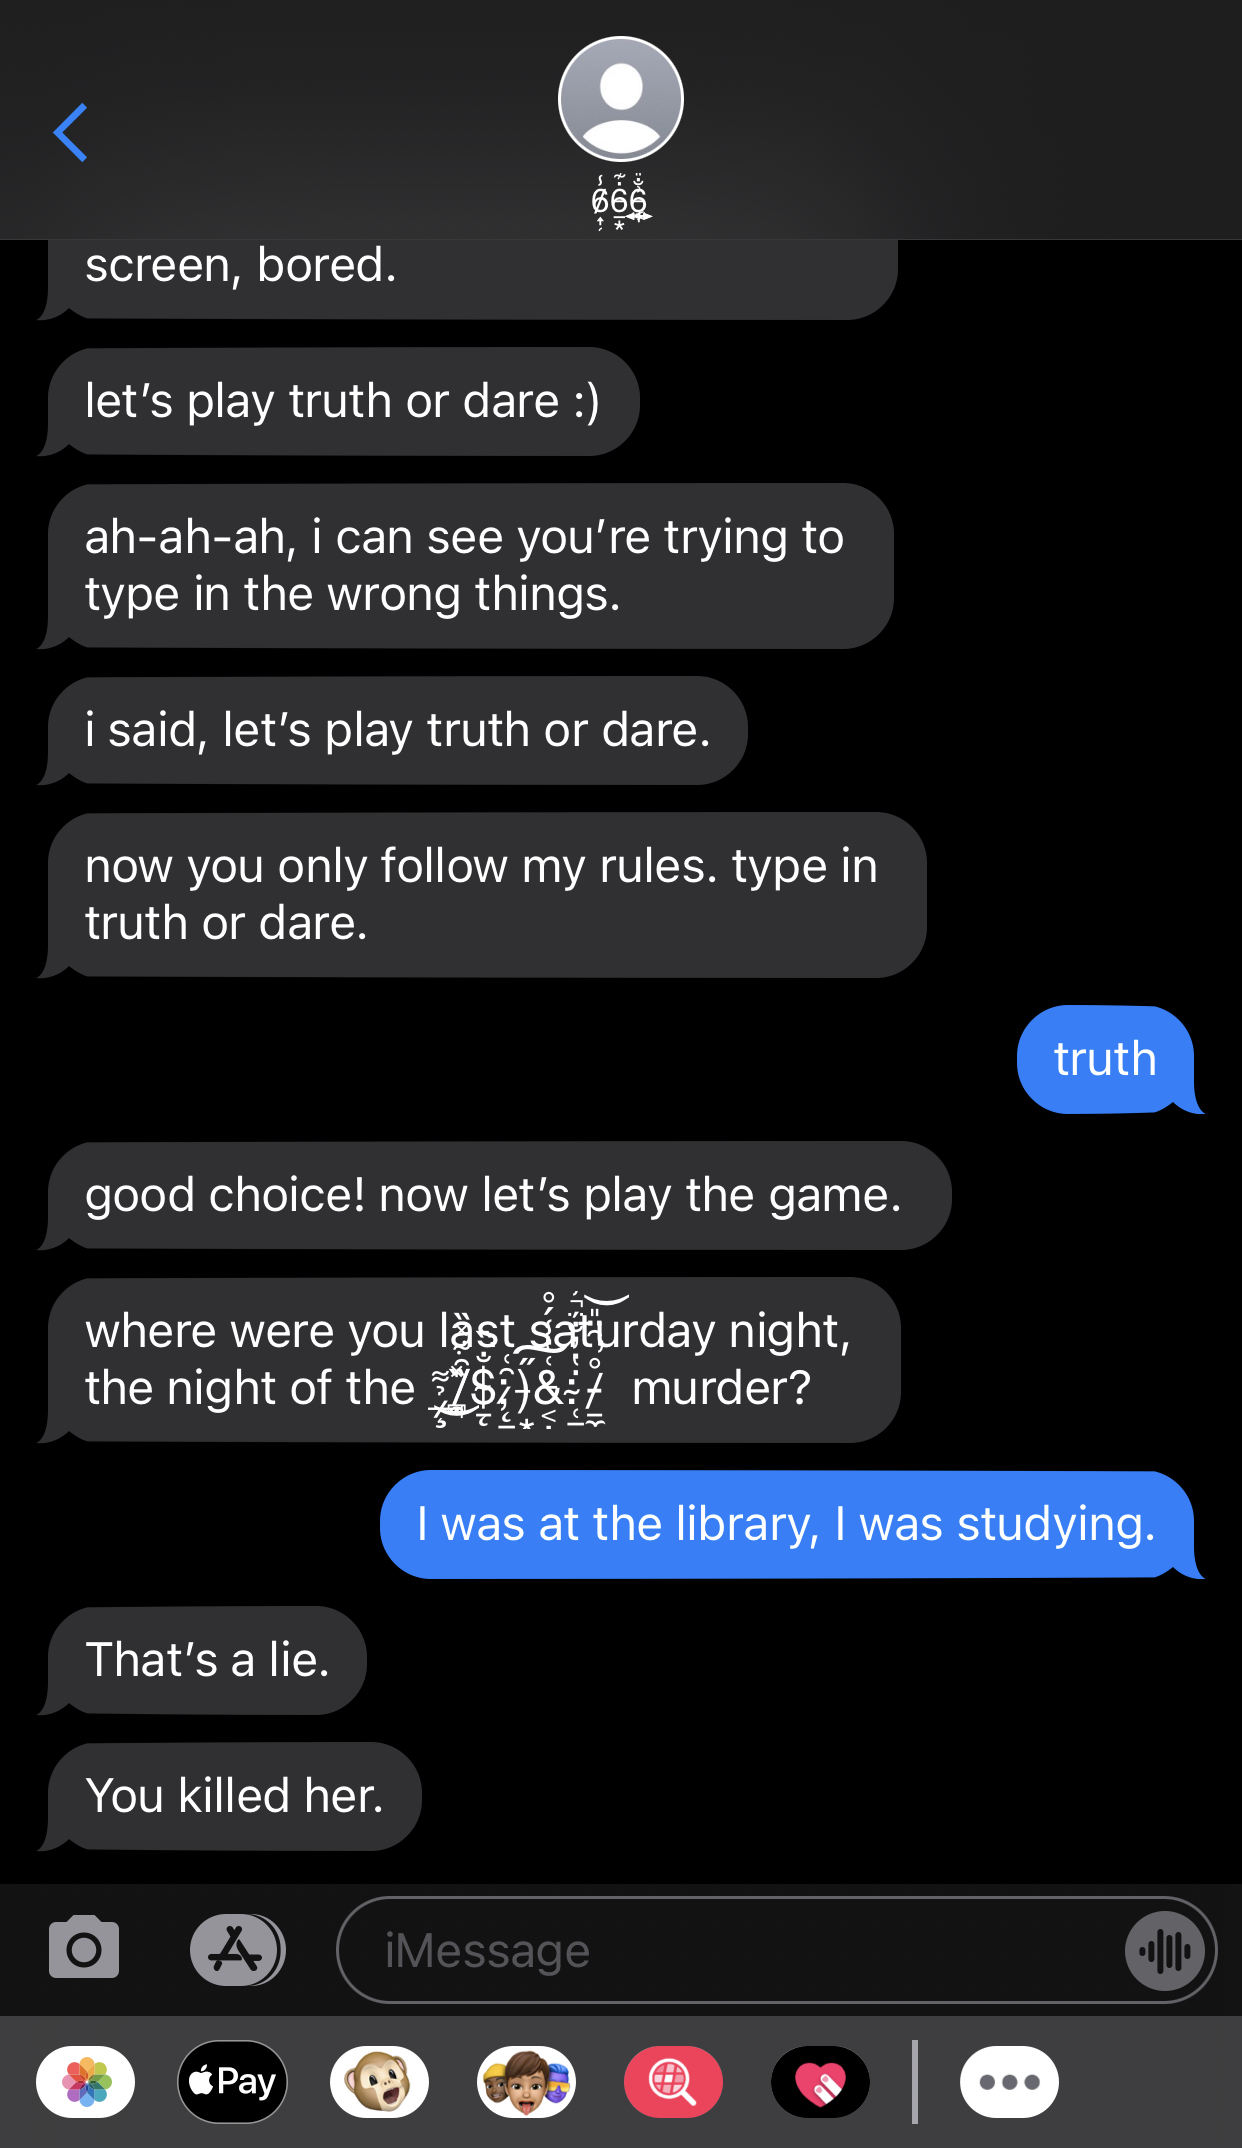 666
screen, bored.
let’s play truth or dare :)
ah-ah-ah, i can see you’re trying to
type in the wrong things.
i said, let’s play truth or dare.
now you only follow my rules. type in
truth or dare.
truth
good choice! now let’s play the game.
where were you last saturday night,
the night of the /$;)&:/ murder?
I was at the library, I was studying.
That’s a lie.
You killed her.
iMessage
Pay